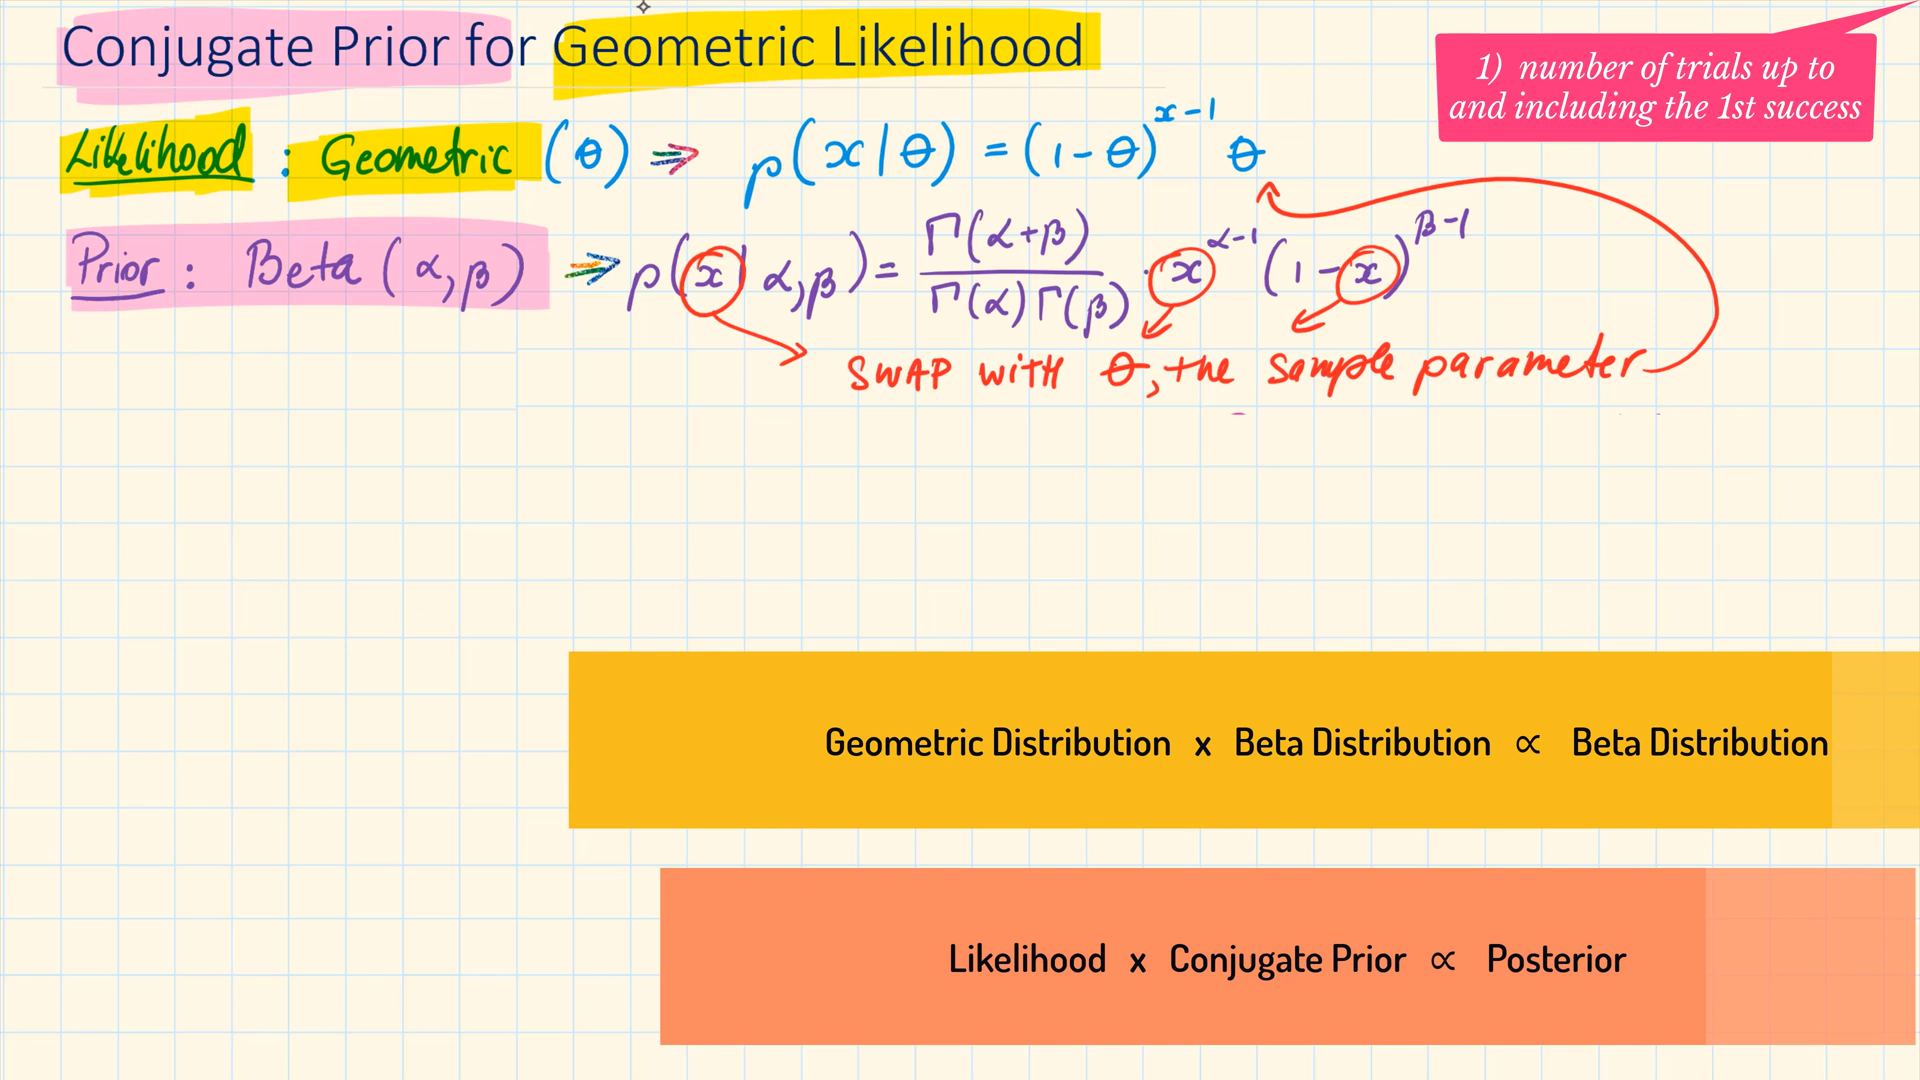 Conjugate Prior for Geometric Likelihood
1) number of trials up to
and including the 1st success
Likelihood : Geometric (θ) ⇒ p(x|θ) = (1-θ)^{x-1} θ
Prior : Beta (α,β) ⇒ p(x|α,β) = Γ(α+β) / Γ(α)Γ(β) · x^{α-1} (1-x)^{β-1}
SWAP WITH θ, the sample parameter
Geometric Distribution x Beta Distribution ∝ Beta Distribution
Likelihood x Conjugate Prior ∝ Posterior